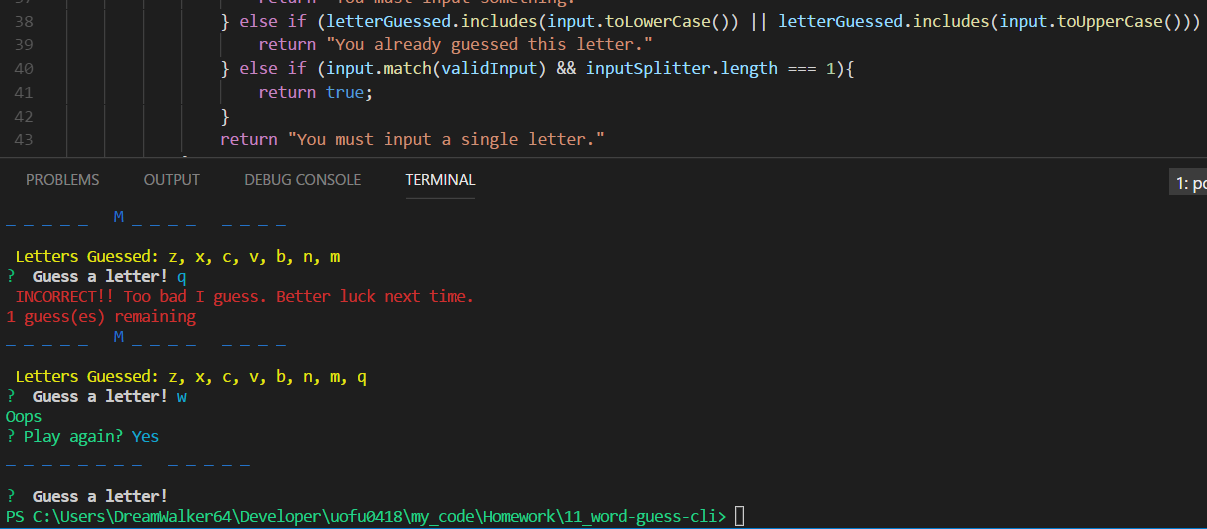 37 return "You must input something."
38 } else if (letterGuessed.includes(input.toLowerCase()) || letterGuessed.includes(input.toUpperCase()))
39 return "You already guessed this letter."
40 } else if (input.match(validInput) && inputSplitter.length === 1){
41 return true;
42 }
43 return "You must input a single letter."
PROBLEMS OUTPUT DEBUG CONSOLE TERMINAL 1: po
_ _ _ _ _   M _ _ _ _   _ _ _ _
Letters Guessed: z, x, c, v, b, n, m
? Guess a letter! q
INCORRECT!! Too bad I guess. Better luck next time.
1 guess(es) remaining
_ _ _ _ _   M _ _ _ _   _ _ _ _
Letters Guessed: z, x, c, v, b, n, m, q
? Guess a letter! w
Oops
? Play again? Yes
_ _ _ _ _ _ _ _   _ _ _ _ _
? Guess a letter!
PS C:\Users\DreamWalker64\Developer\uofu0418\my_code\Homework\11_word-guess-cli>